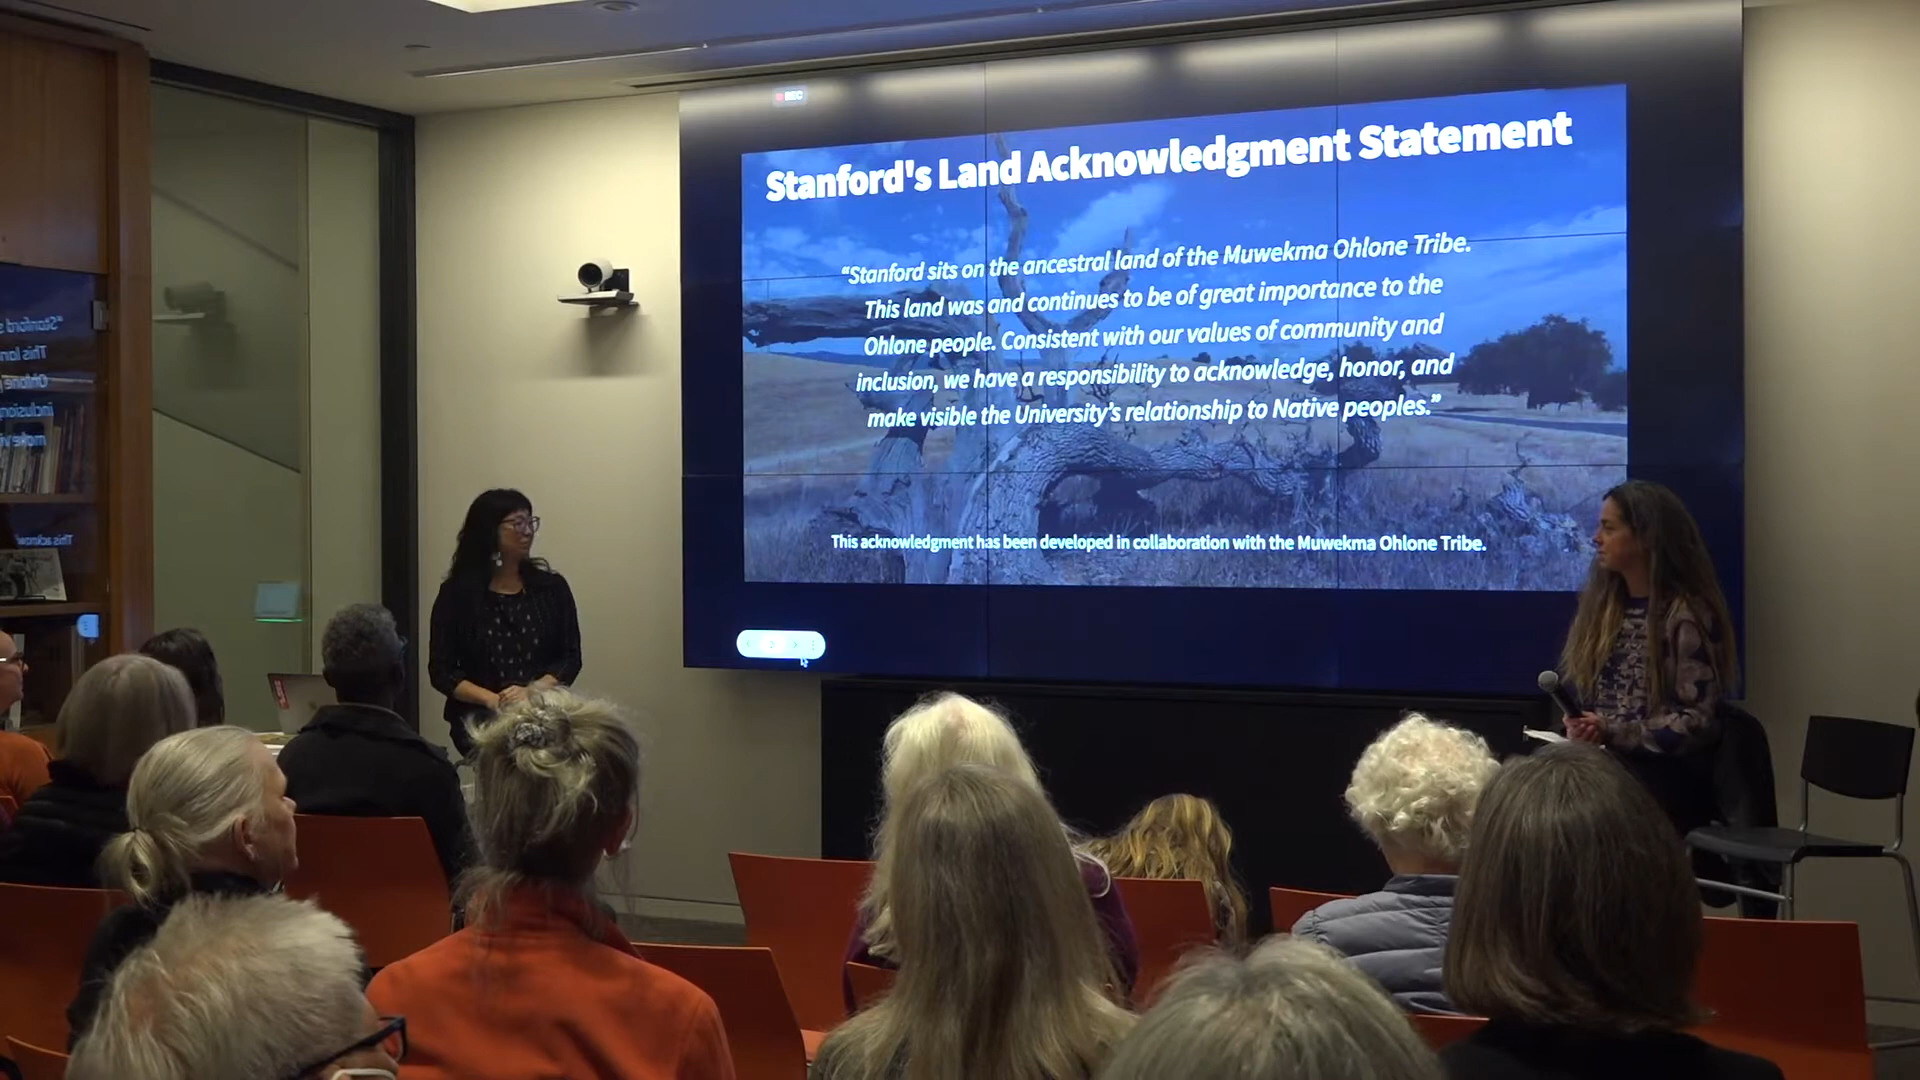 REC
Stanford's Land Acknowledgment Statement
“Stanford sits on the ancestral land of the Muwekma Ohlone Tribe.
This land was and continues to be of great importance to the
Ohlone people. Consistent with our values of community and
inclusion, we have a responsibility to acknowledge, honor, and
make visible the University’s relationship to Native peoples.”
This acknowledgment has been developed in collaboration with the Muwekma Ohlone Tribe.
2